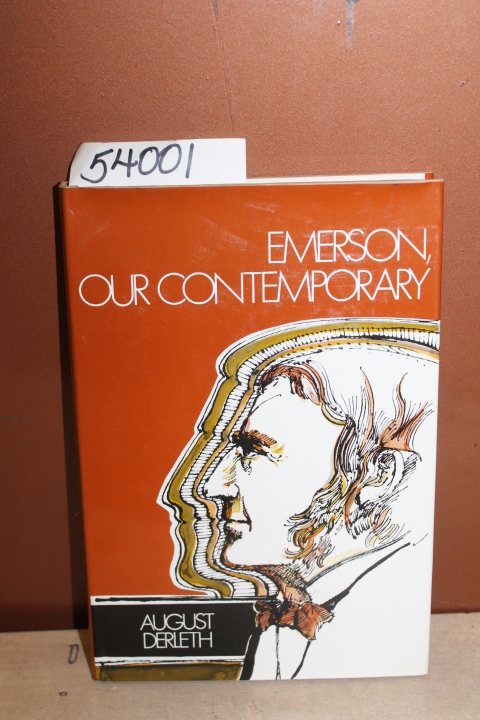 54001
EMERSON,
OUR CONTEMPORARY
AUGUST
DERLETH